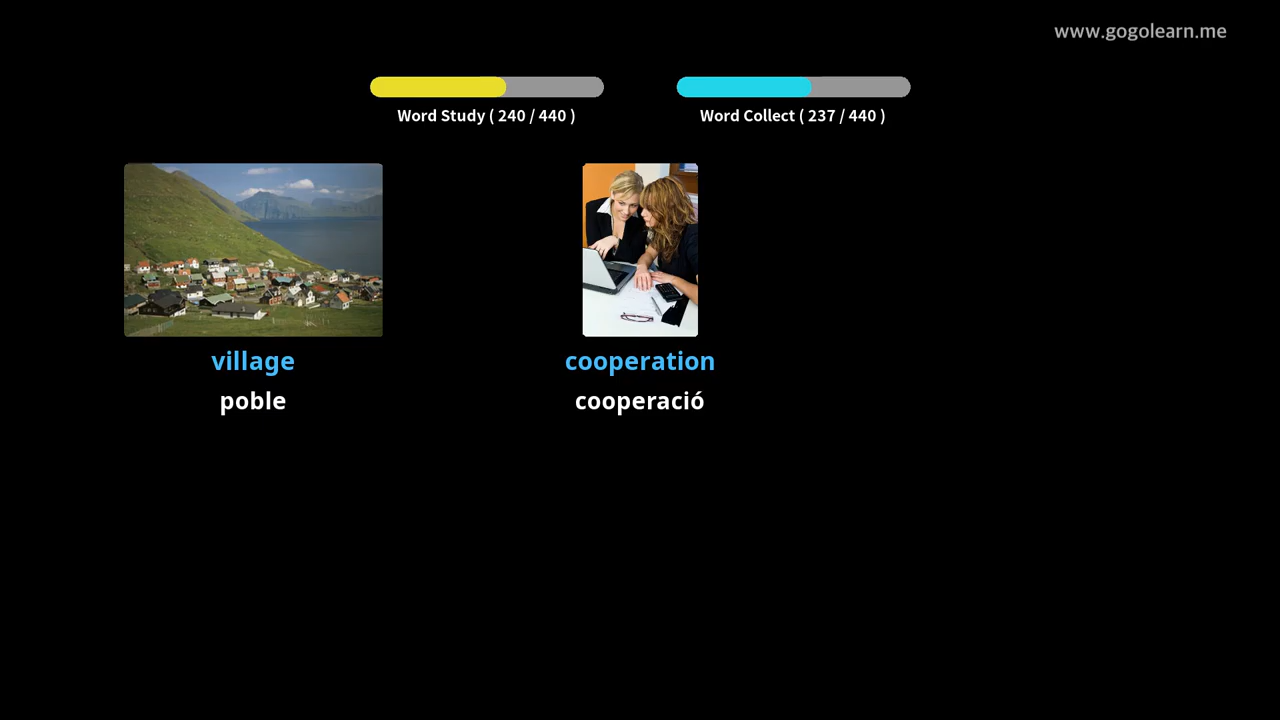 www.gogolearn.me
Word Study ( 240 / 440 )
Word Collect ( 237 / 440 )
village
poble
cooperation
cooperació